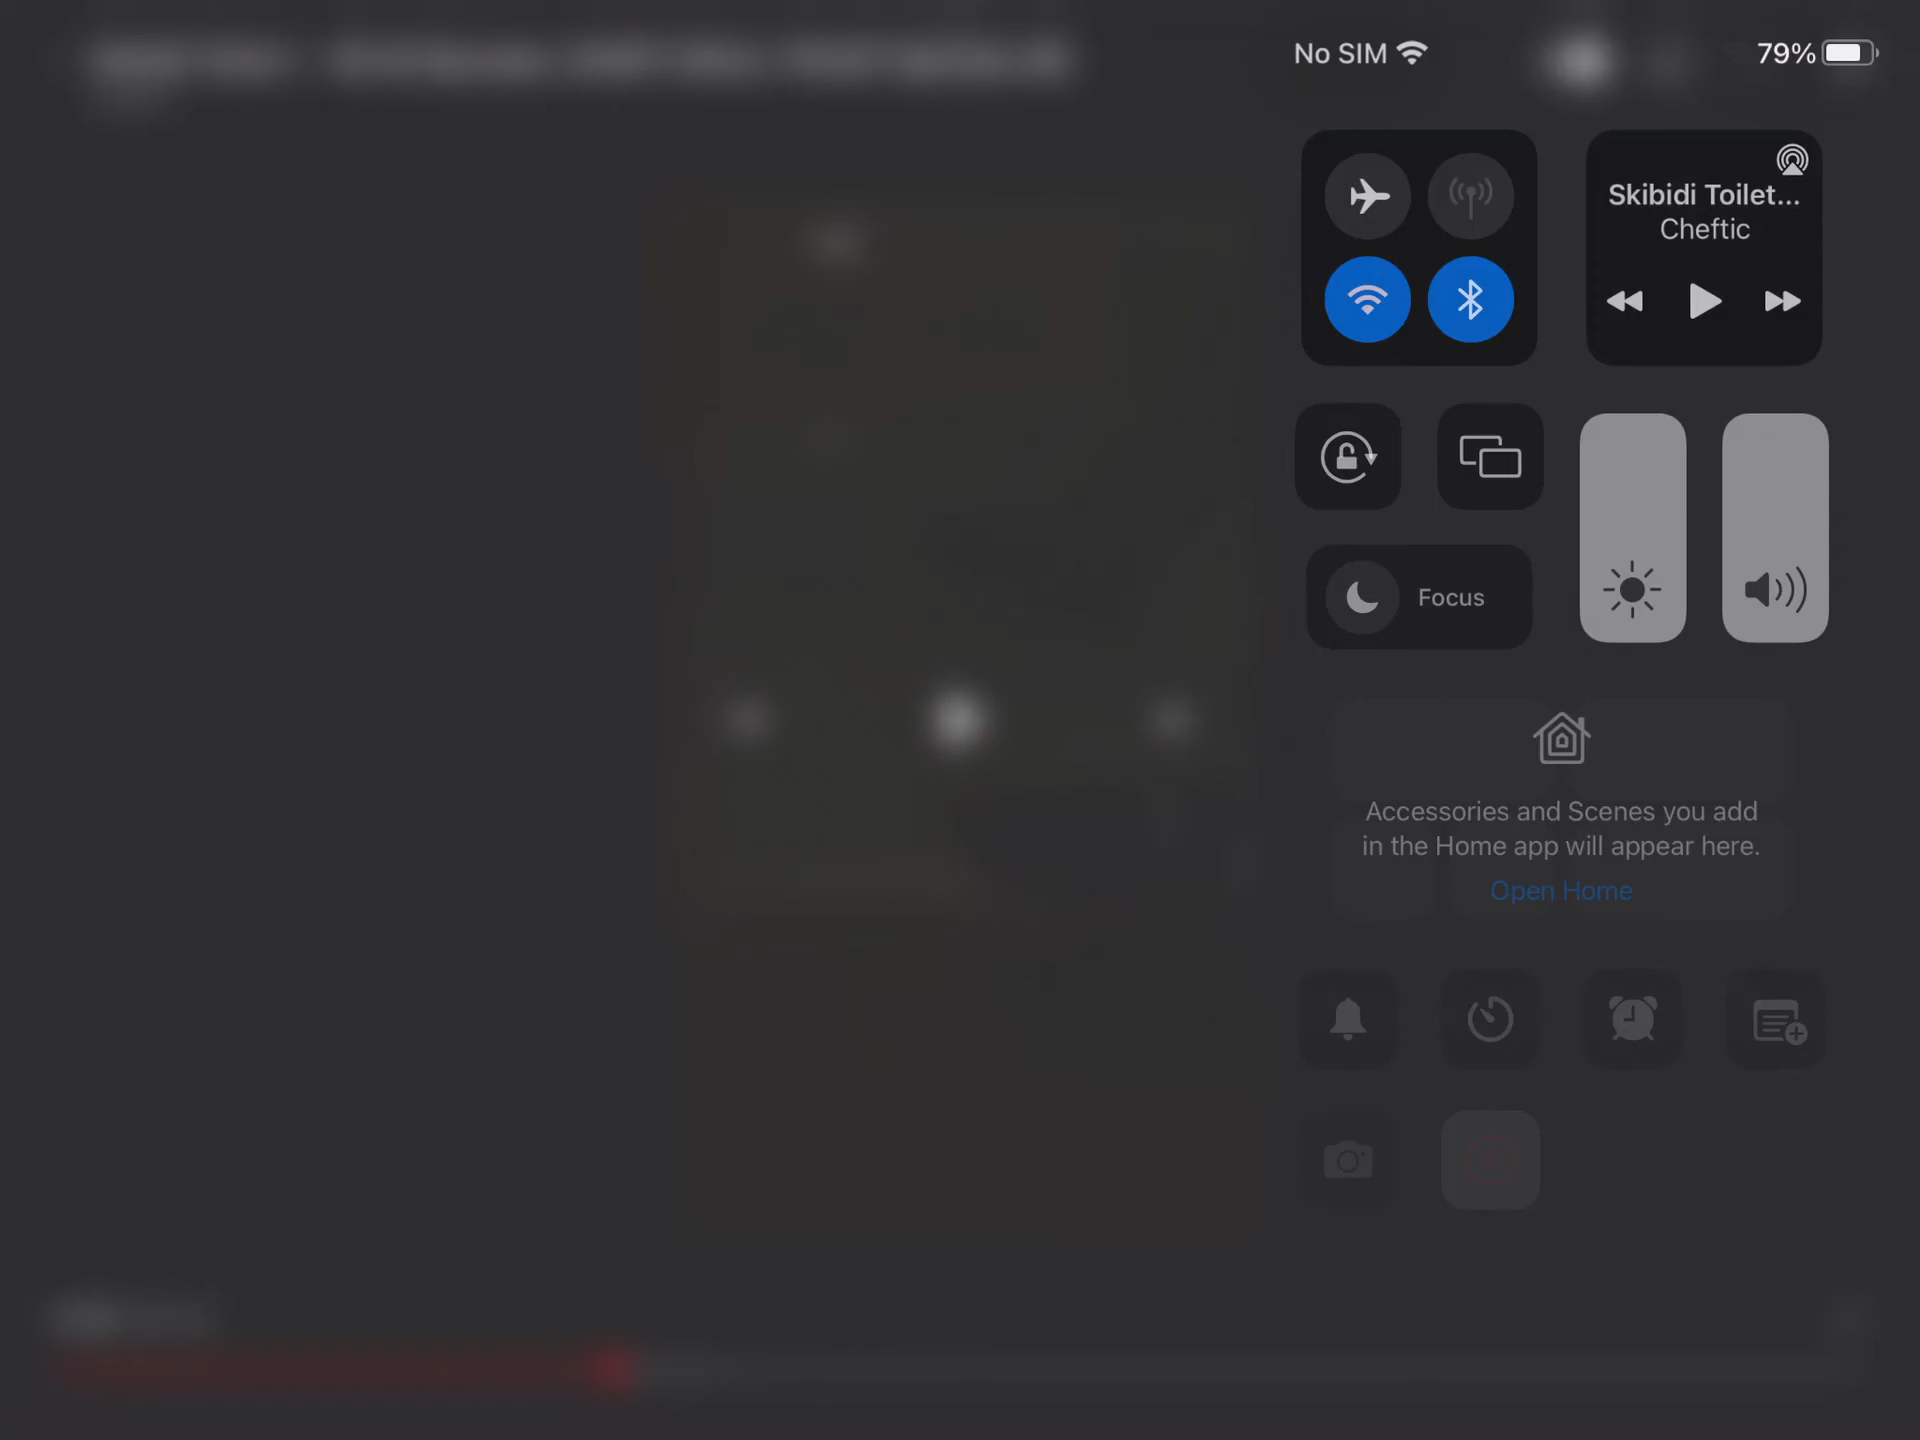 No SIM
79%
Skibidi Toilet...
Cheftic
Focus
Accessories and Scenes you add
in the Home app will appear here.
Open Home